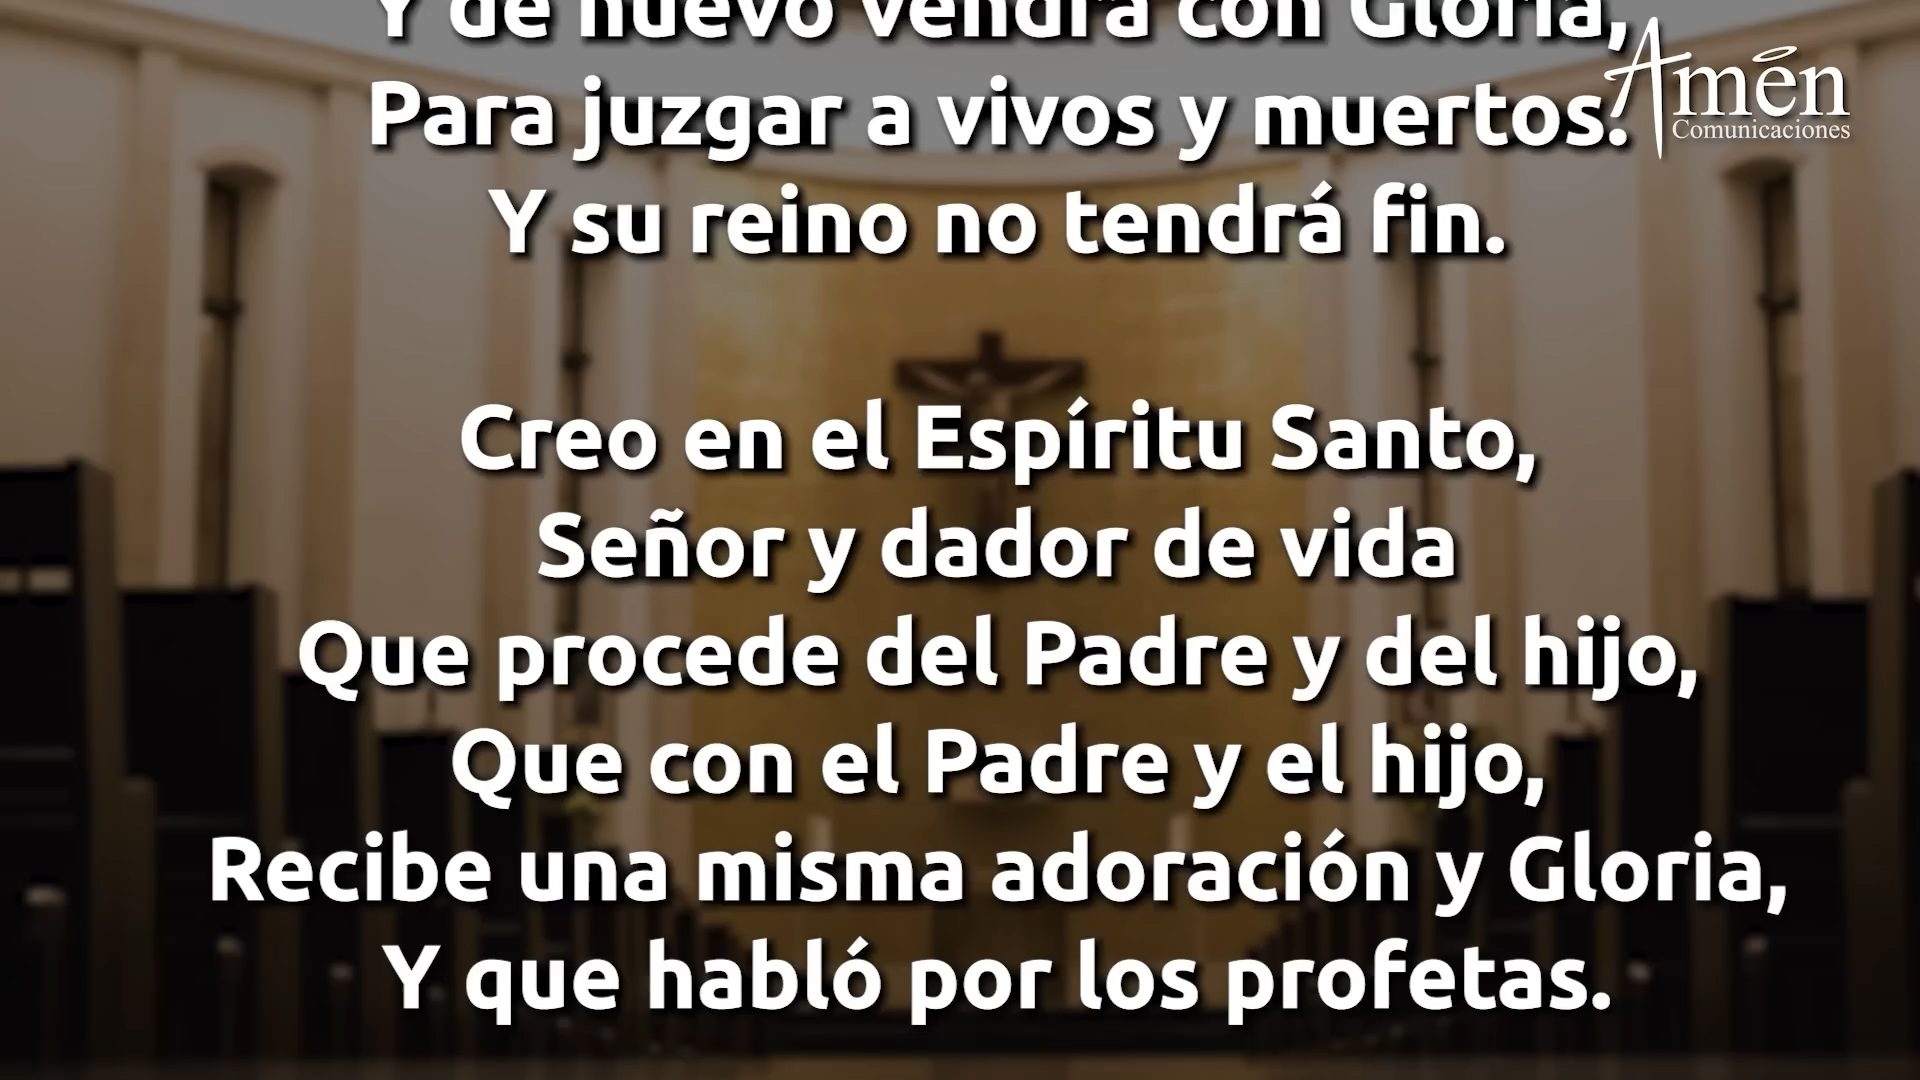 Y de nuevo vendrá con Gloria,
Para juzgar a vivos y muertos.
Y su reino no tendrá fin.
Creo en el Espíritu Santo,
Señor y dador de vida
Que procede del Padre y del hijo,
Que con el Padre y el hijo,
Recibe una misma adoración y Gloria,
Y que habló por los profetas.
Amén
Comunicaciones